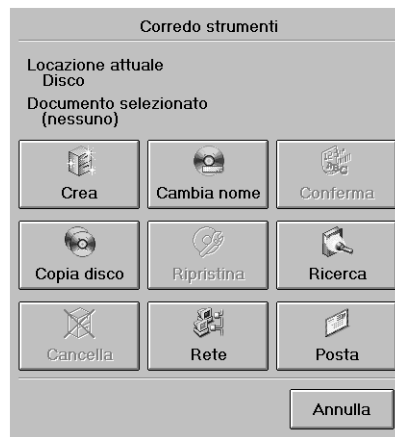 Corredo strumenti
Locazione attuale
Disco
Documento selezionato
(nessuno)
Crea
Cambia nome
Conferma
Copia disco
Ripristina
Ricerca
Cancella
Rete
Posta
Annulla